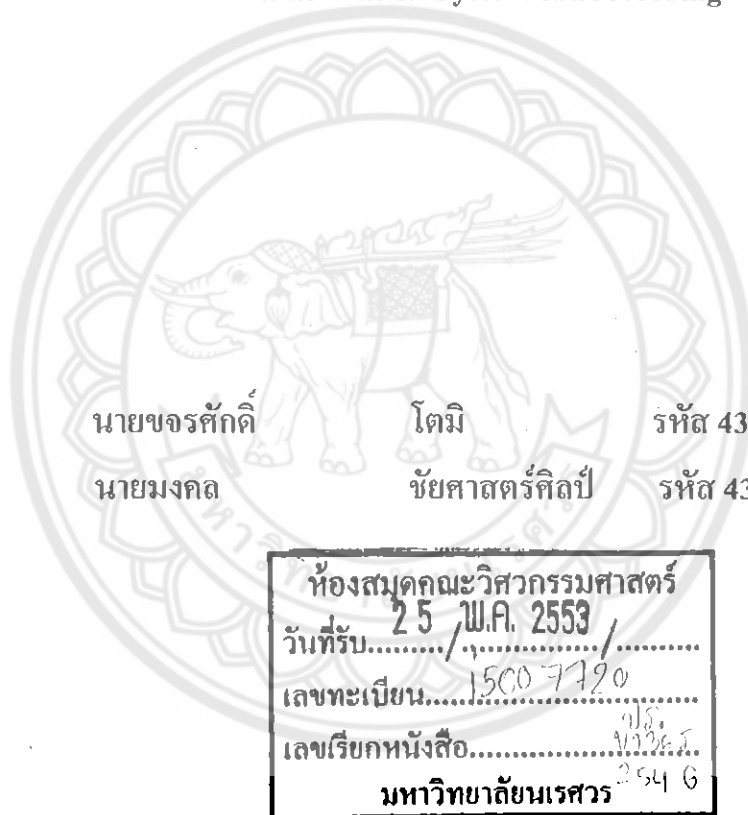 นายขจรศักดิ์ โตมิ รหัส 43
นายมงคล ชัยศาสตร์ศิลป์ รหัส 43
ห้องสมุดคณะวิศวกรรมศาสตร์
วันที่รับ........./................/........... 25 พ.ค. 2553
เลขทะเบียน..... 15007720
เลขเรียกหนังสือ.....................
2546
มหาวิทยาลัยนเรศวร